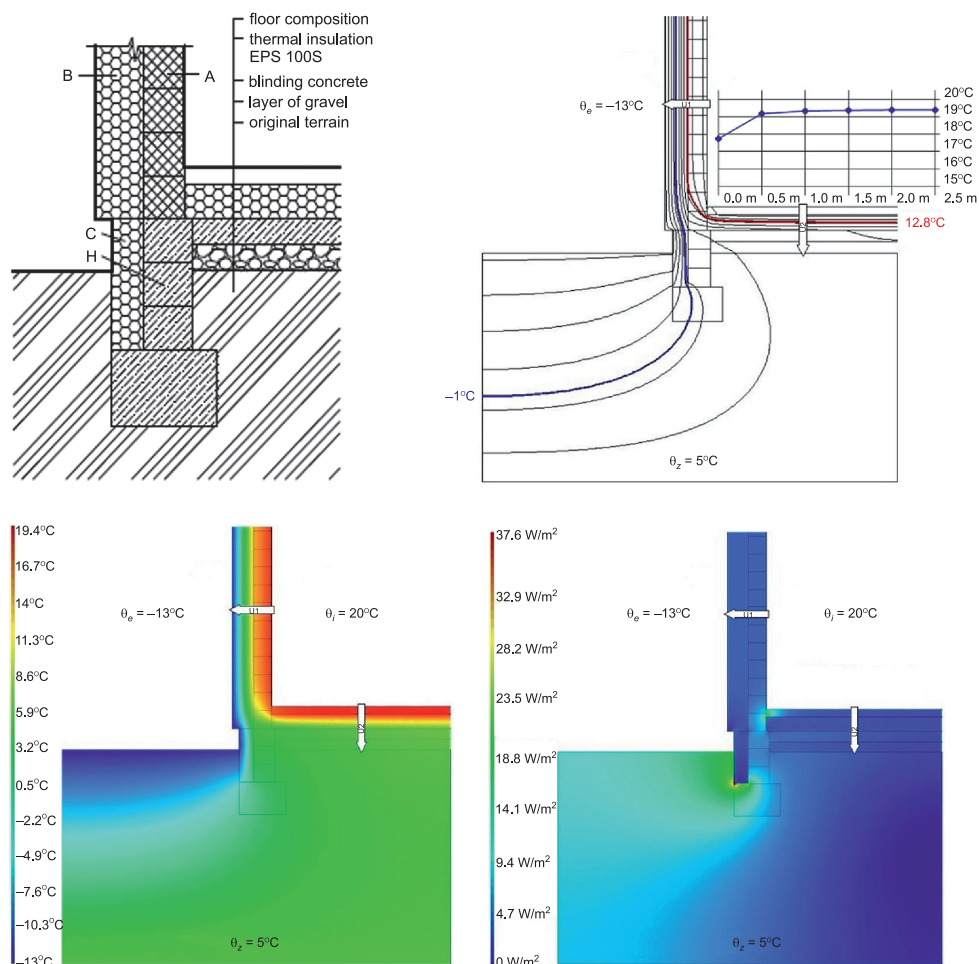 floor composition
thermal insulation
EPS 100S
blinding concrete
layer of gravel
original terrain
B
A
C
H
θe = –13°C
U1
20°C
19°C
18°C
17°C
16°C
15°C
0.0 m 0.5 m 1.0 m 1.5 m 2.0 m 2.5 m
12.8°C
–1°C
θz = 5°C
19.4°C
16.7°C
14°C
11.3°C
8.6°C
5.9°C
3.2°C
0.5°C
–2.2°C
–4.9°C
–7.6°C
–10.3°C
–13°C
θe = –13°C
U1
θi = 20°C
U2
θz = 5°C
37.6 W/m²
32.9 W/m²
28.2 W/m²
23.5 W/m²
18.8 W/m²
14.1 W/m²
9.4 W/m²
4.7 W/m²
0 W/m²
θe = –13°C
U1
θi = 20°C
U2
θz = 5°C